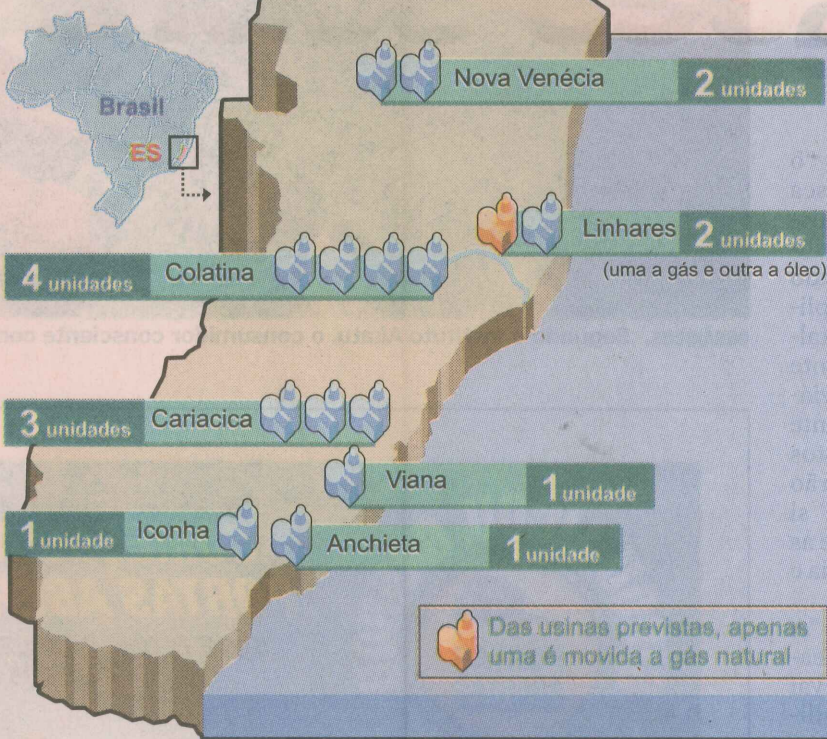 Brasil
ES
Nova Venécia 2 unidades
Linhares 2 unidades
(uma a gás e outra a óleo)
4 unidades Colatina
3 unidades Cariacica
Viana 1 unidade
1 unidade Iconha
Anchieta 1 unidade
Das usinas previstas, apenas
uma é movida a gás natural